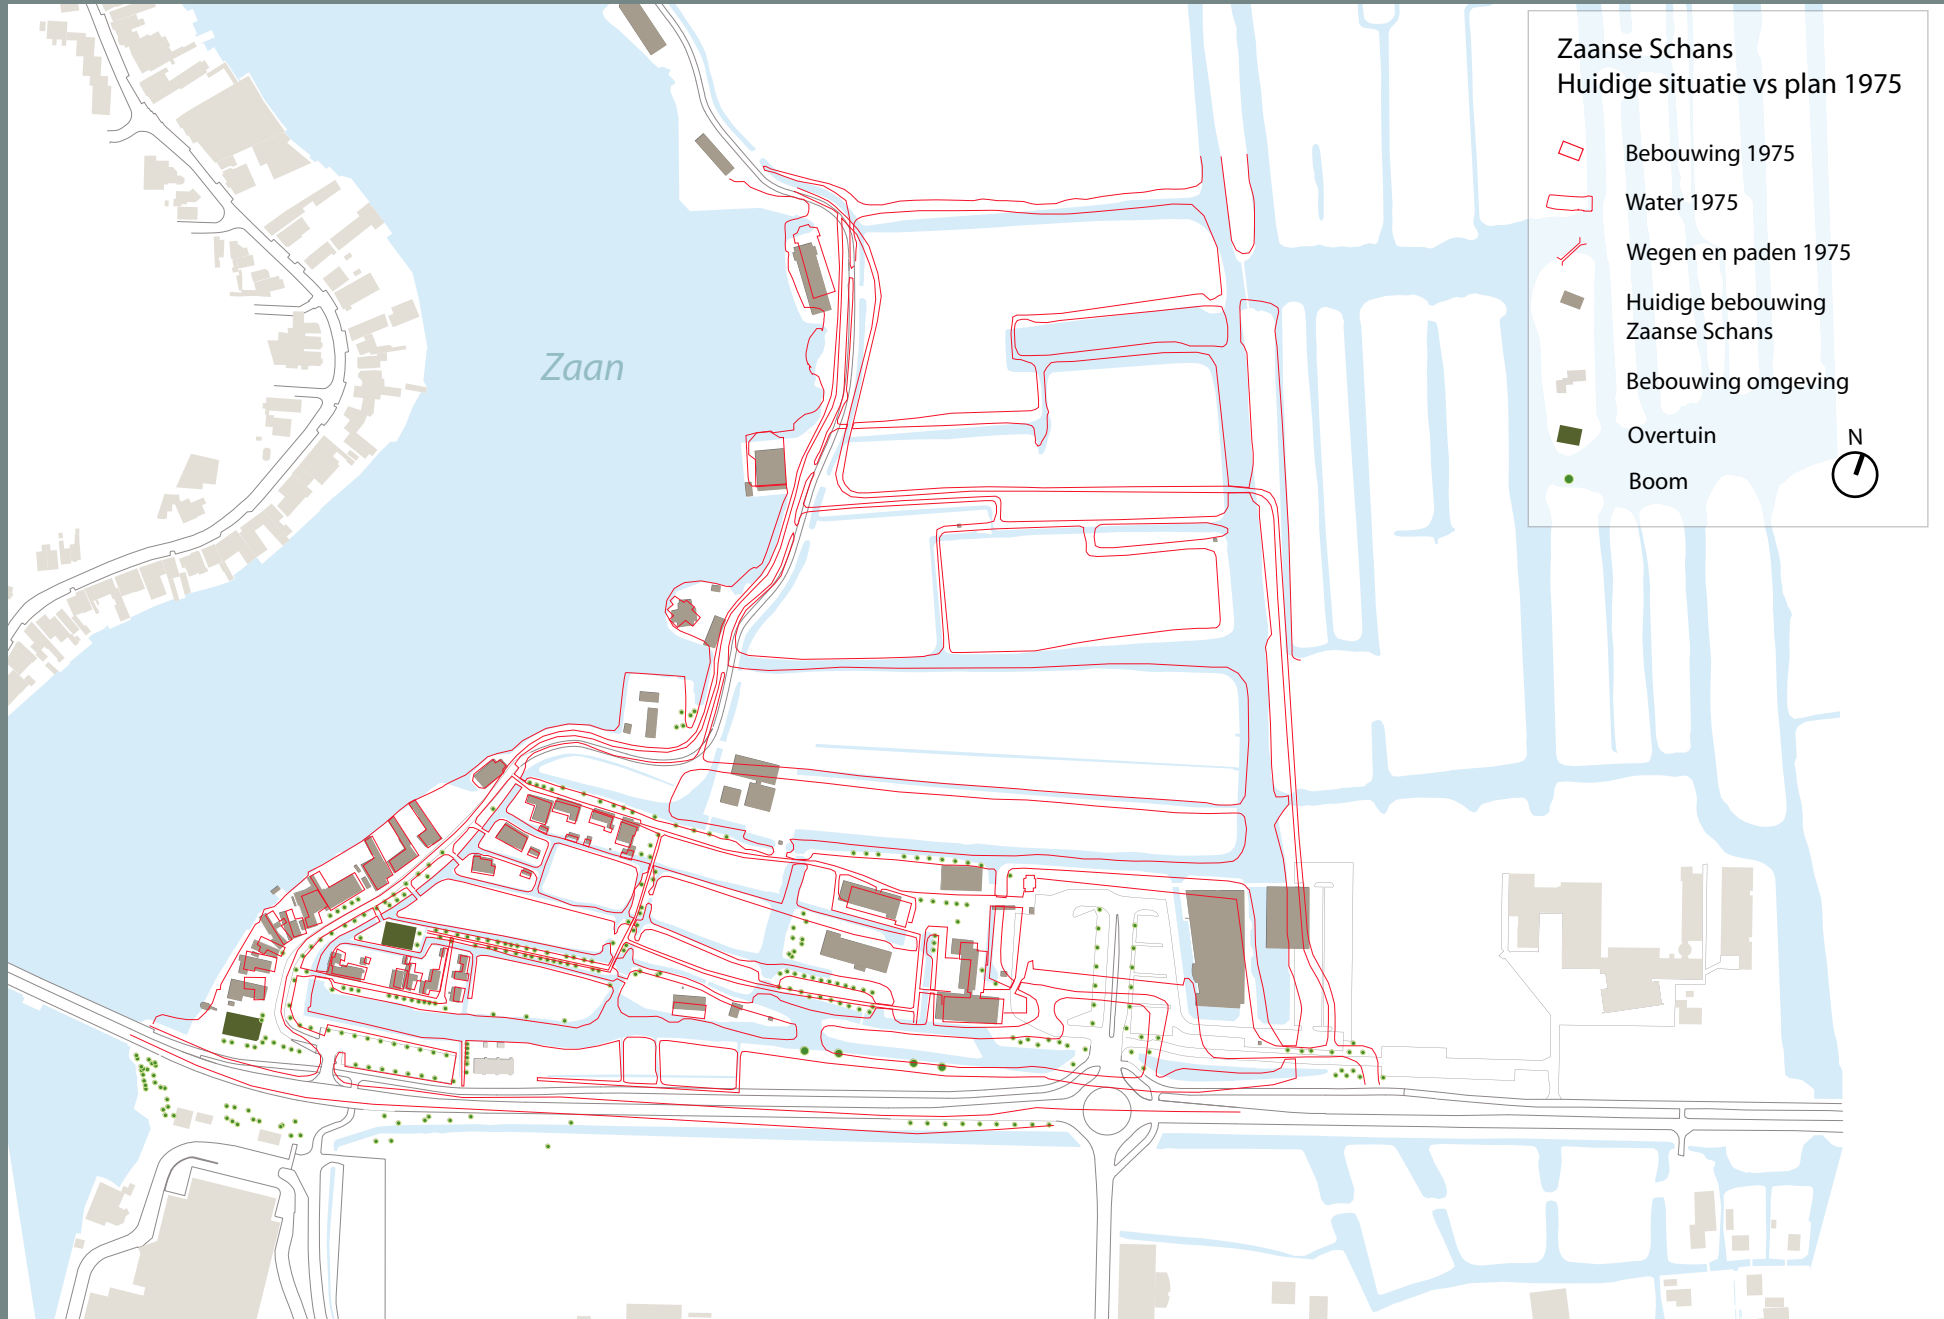 Zaanse Schans
Huidige situatie vs plan 1975
Bebouwing 1975
Water 1975
Wegen en paden 1975
Huidige bebouwing
Zaanse Schans
Bebouwing omgeving
Overtuin
N
Boom
Zaan